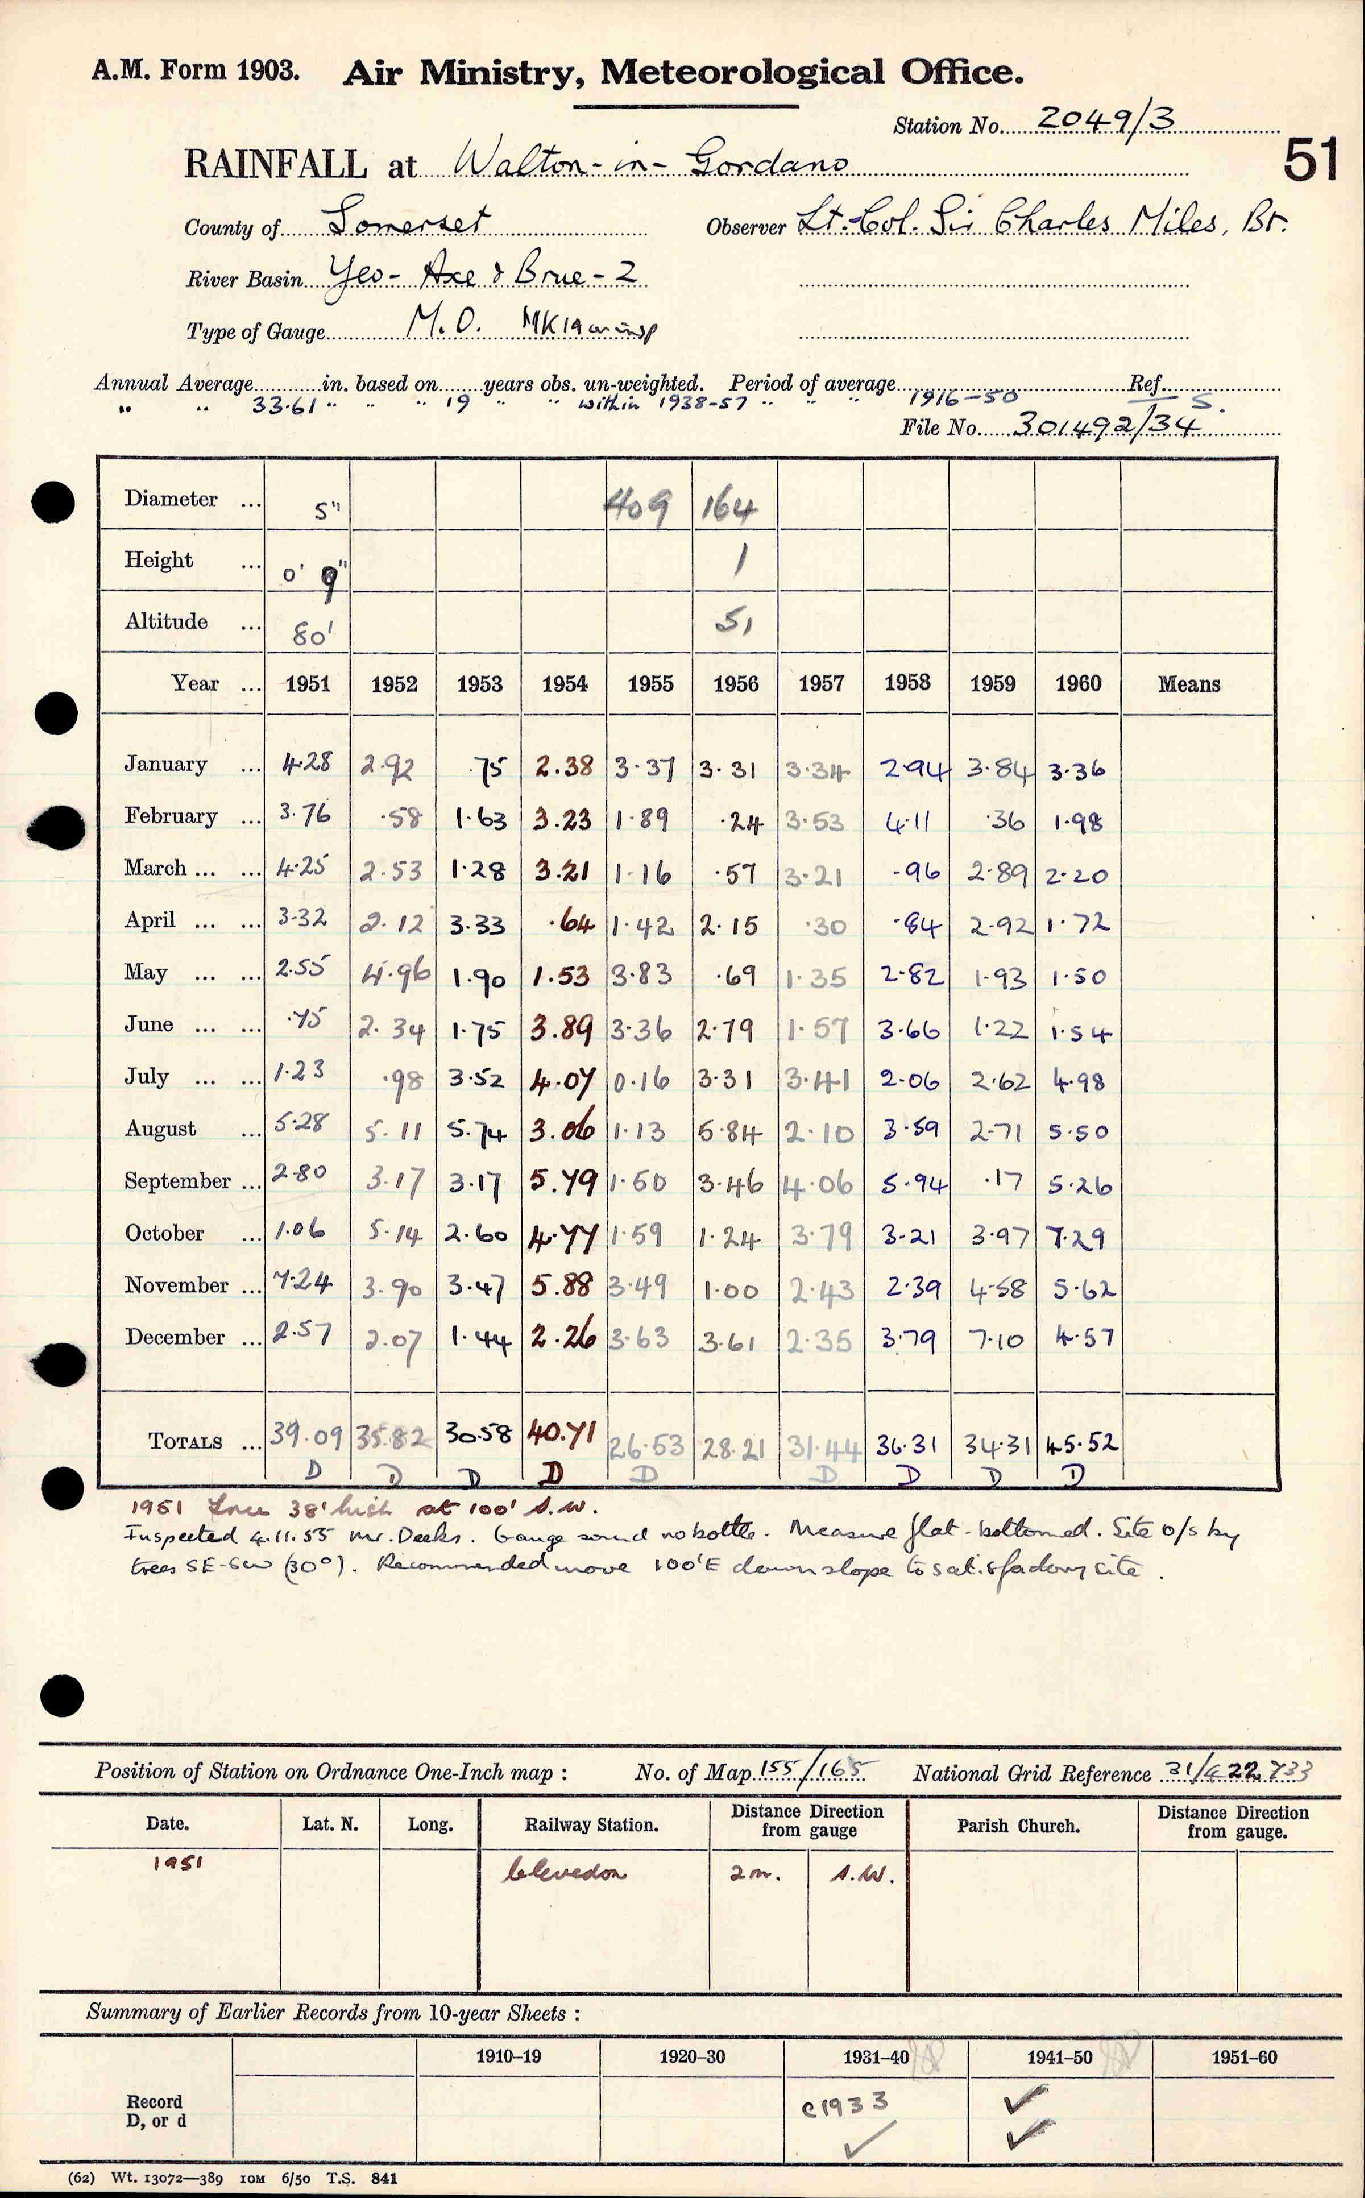 A.M. Form 1903. Air Ministry, Meteorological Office.
Station No. 2049/3
51
RAINFALL at Walton-in-Gordano
County of Somerset Observer Lt.-Col. Sir Charles Miles, Bt.
River Basin Yeo- Axe & Brue - 2
Type of Gauge M.O. MK1A on insp
Annual Average in. based on years obs. un-weighted. Period of average Ref.
" " 33.61 " " " 19 " " within 1938-57 " " " 1916-50 S.
File No. 301492/34
Diameter ... 5" 409 164
Height ... 0' 9" 1
Altitude ... 80' 51
Year ... 1951 1952 1953 1954 1955 1956 1957 1958 1959 1960 Means
January ... 4.28 2.92 .75 2.38 3.37 3.31 3.34 2.94 3.84 3.36
February ... 3.76 .58 1.63 3.23 1.89 .24 3.53 4.11 .36 1.98
March ... ... 4.25 2.53 1.28 3.21 1.16 .57 3.21 .96 2.89 2.20
April ... ... 3.32 2.12 3.33 .64 1.42 2.15 .30 .84 2.92 1.72
May ... ... 2.55 4.96 1.90 1.53 3.83 .69 1.35 2.82 1.93 1.50
June ... ... .75 2.34 1.75 3.89 3.36 2.79 1.57 3.66 1.22 1.54
July ... ... 1.23 .98 3.52 4.07 0.16 3.31 3.41 2.06 2.62 4.98
August ... 5.28 5.11 5.74 3.06 1.13 5.84 2.10 3.59 2.71 5.50
September ... 2.80 3.17 3.17 5.79 1.50 3.46 4.06 5.94 .17 5.26
October ... 1.06 5.14 2.60 4.77 1.59 1.24 3.79 3.21 3.97 7.29
November ... 7.24 3.90 3.47 5.88 3.49 1.00 2.43 2.39 4.58 5.62
December ... 2.57 2.07 1.44 2.26 3.63 3.61 2.35 3.79 7.10 4.57
TOTALS ... 39.09 35.82 30.58 40.71 26.53 28.21 31.44 36.31 34.31 45.52
D D D D D D D D D
1951 Tree 38' high at 100' S.W.
Inspected 4.11.55 Mr. Deeks. Gauge sound no bottle. Measure flat-bottomed. Site o/s by
trees SE-SW (30°). Recommended move 100' E down slope to satisfactory site.
Position of Station on Ordnance One-Inch map : No. of Map 155/165 National Grid Reference 31/422733
Date. Lat. N. Long. Railway Station. Distance Direction from gauge Parish Church. Distance Direction from gauge.
1951 Clevedon 2 m. S.W.
Summary of Earlier Records from 10-year Sheets :
1910-19 1920-30 1931-40 1941-50 1951-60
Record
D, or d c1933
(62) Wt. 13072—389 10M 6/50 T.S. 841